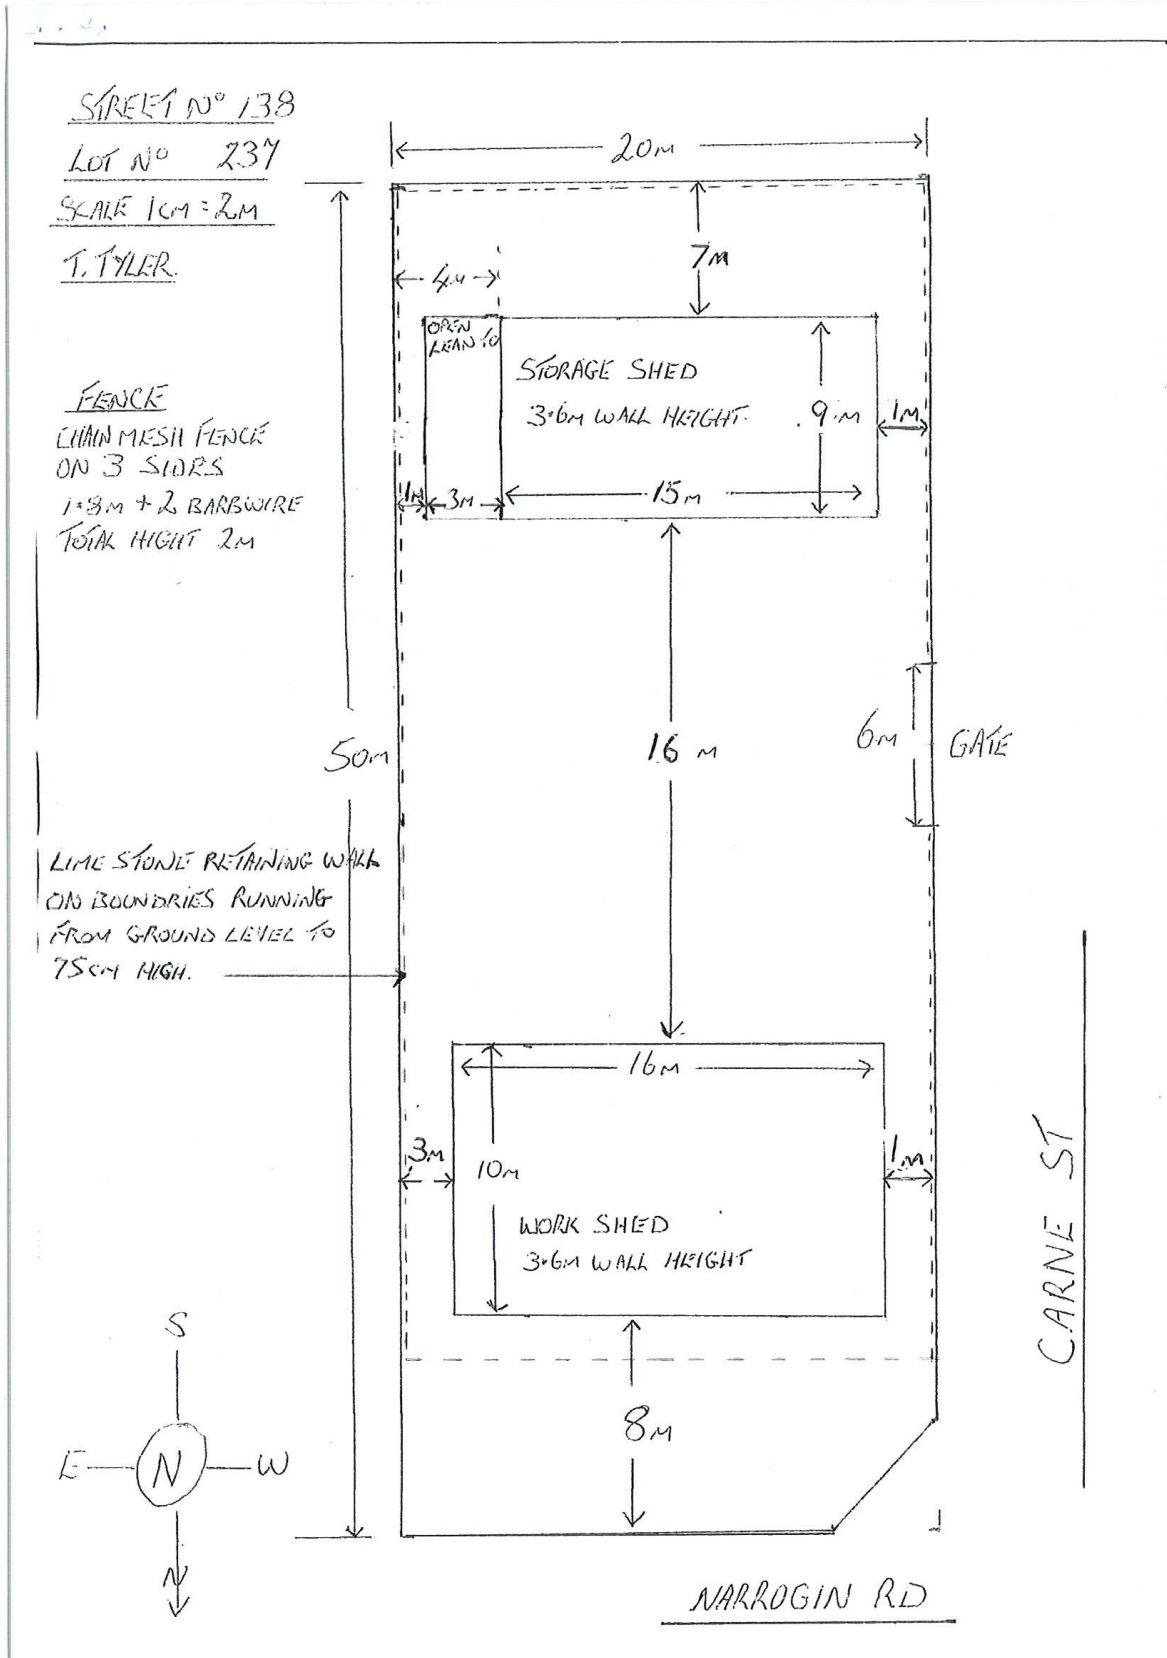 STREET Nº 138
LOT Nº 237
SCALE 1CM = 2M
T. TYLER.
20M
7M
4M
OPEN
LEAN TO
STORAGE SHED
3.6M WALL HEIGHT.
9M
1M
1M
3M
15M
FENCE
CHAIN MESH FENCE
ON 3 SIDES
1.8M + 2 BARBWIRE
TOTAL HIGHT 2M
50M
16 M
6M
GATE
LIME STONE RETAINING WALL
ON BOUNDRIES RUNNING
FROM GROUND LEVEL TO
75CM HIGH.
16M
3M
10M
1M
WORK SHED
3.6M WALL HEIGHT
CARNE ST
8M
S
E
N
W
N
NARROGIN RD